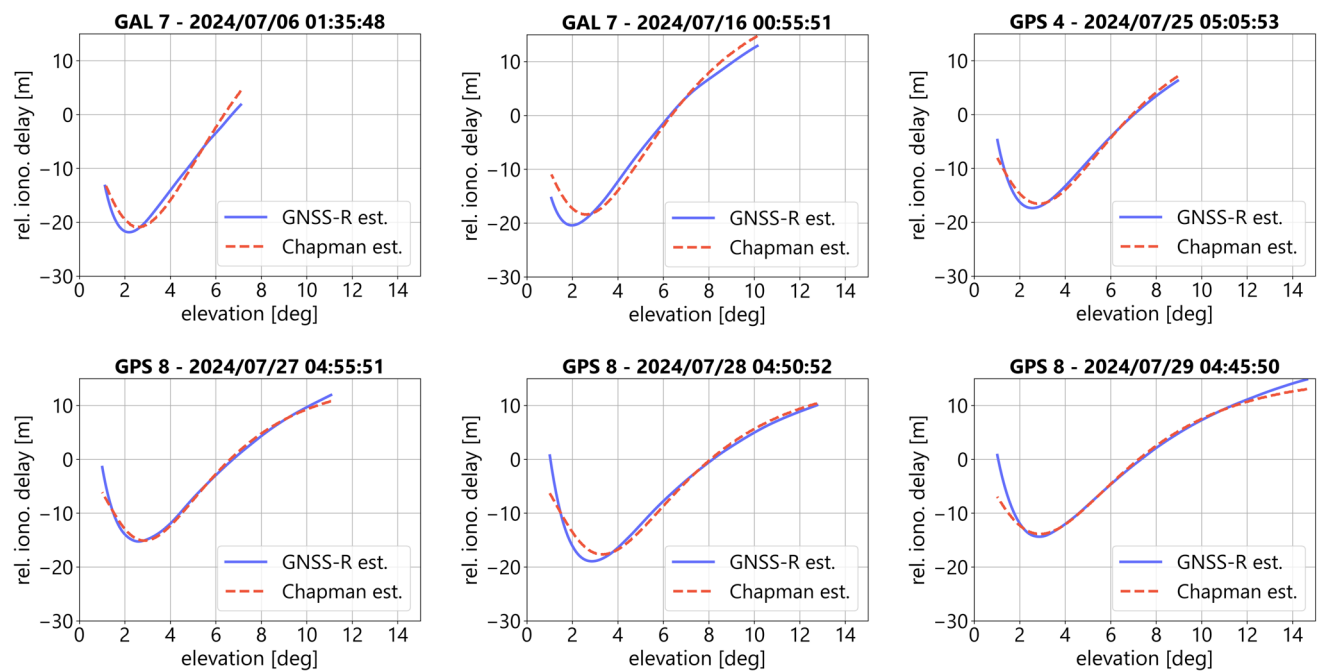 GAL 7 - 2024/07/06 01:35:48
rel. iono. delay [m]
10
0
−10
−20
−30
GNSS-R est.
Chapman est.
0 2 4 6 8 10 12 14
elevation [deg]
GAL 7 - 2024/07/16 00:55:51
rel. iono. delay [m]
10
0
−10
−20
−30
GNSS-R est.
Chapman est.
0 2 4 6 8 10 12 14
elevation [deg]
GPS 4 - 2024/07/25 05:05:53
rel. iono. delay [m]
10
0
−10
−20
−30
GNSS-R est.
Chapman est.
0 2 4 6 8 10 12 14
elevation [deg]
GPS 8 - 2024/07/27 04:55:51
rel. iono. delay [m]
10
0
−10
−20
−30
GNSS-R est.
Chapman est.
0 2 4 6 8 10 12 14
elevation [deg]
GPS 8 - 2024/07/28 04:50:52
rel. iono. delay [m]
10
0
−10
−20
−30
GNSS-R est.
Chapman est.
0 2 4 6 8 10 12 14
elevation [deg]
GPS 8 - 2024/07/29 04:45:50
rel. iono. delay [m]
10
0
−10
−20
−30
GNSS-R est.
Chapman est.
0 2 4 6 8 10 12 14
elevation [deg]